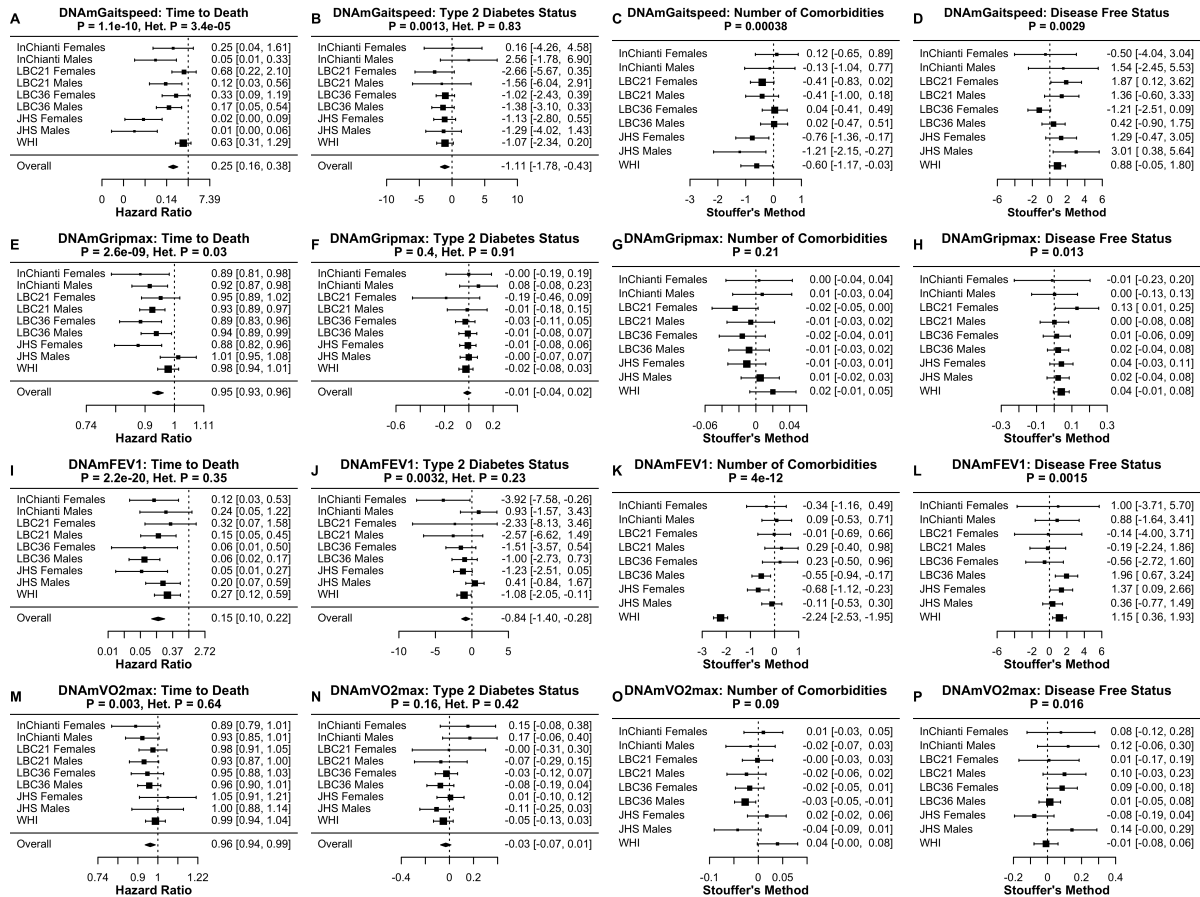 A
DNAmGaitspeed: Time to Death
P = 1.1e-10, Het. P = 3.4e-05
InChianti Females 0.25 [0.04, 1.61]
InChianti Males 0.05 [0.01, 0.33]
LBC21 Females 0.68 [0.22, 2.10]
LBC21 Males 0.12 [0.03, 0.56]
LBC36 Females 0.33 [0.09, 1.19]
LBC36 Males 0.17 [0.05, 0.54]
JHS Females 0.02 [0.00, 0.09]
JHS Males 0.01 [0.00, 0.06]
WHI 0.63 [0.31, 1.29]
Overall 0.25 [0.16, 0.38]
0 0 0.14 7.39
Hazard Ratio
B
DNAmGaitspeed: Type 2 Diabetes Status
P = 0.0013, Het. P = 0.83
InChianti Females 0.16 [-4.26, 4.58]
InChianti Males 2.56 [-1.78, 6.90]
LBC21 Females -2.66 [-5.67, 0.35]
LBC21 Males -1.56 [-6.04, 2.91]
LBC36 Females -1.02 [-2.43, 0.39]
LBC36 Males -1.38 [-3.10, 0.33]
JHS Females -1.13 [-2.80, 0.55]
JHS Males -1.29 [-4.02, 1.43]
WHI -1.07 [-2.34, 0.20]
Overall -1.11 [-1.78, -0.43]
-10 -5 0 5 10
C
DNAmGaitspeed: Number of Comorbidities
P = 0.00038
InChianti Females 0.12 [-0.65, 0.89]
InChianti Males -0.13 [-1.04, 0.77]
LBC21 Females -0.41 [-0.83, 0.02]
LBC21 Males -0.41 [-1.00, 0.18]
LBC36 Females 0.04 [-0.41, 0.49]
LBC36 Males 0.02 [-0.47, 0.51]
JHS Females -0.76 [-1.36, -0.17]
JHS Males -1.21 [-2.15, -0.27]
WHI -0.60 [-1.17, -0.03]
-3 -2 -1 0 1
Stouffer's Method
D
DNAmGaitspeed: Disease Free Status
P = 0.0029
InChianti Females -0.50 [-4.04, 3.04]
InChianti Males 1.54 [-2.45, 5.53]
LBC21 Females 1.87 [0.12, 3.62]
LBC21 Males 1.36 [-0.60, 3.33]
LBC36 Females -1.21 [-2.51, 0.09]
LBC36 Males 0.42 [-0.90, 1.75]
JHS Females 1.29 [-0.47, 3.05]
JHS Males 3.01 [ 0.38, 5.64]
WHI 0.88 [-0.05, 1.80]
-6 -2 0 2 4 6
Stouffer's Method
E
DNAmGripmax: Time to Death
P = 2.6e-09, Het. P = 0.03
InChianti Females 0.89 [0.81, 0.98]
InChianti Males 0.92 [0.87, 0.98]
LBC21 Females 0.95 [0.89, 1.02]
LBC21 Males 0.93 [0.89, 0.97]
LBC36 Females 0.89 [0.83, 0.96]
LBC36 Males 0.94 [0.89, 0.99]
JHS Females 0.88 [0.82, 0.96]
JHS Males 1.01 [0.95, 1.08]
WHI 0.98 [0.94, 1.01]
Overall 0.95 [0.93, 0.96]
0.74 0.9 1 1.11
Hazard Ratio
F
DNAmGripmax: Type 2 Diabetes Status
P = 0.4, Het. P = 0.91
InChianti Females -0.00 [-0.19, 0.19]
InChianti Males 0.08 [-0.08, 0.23]
LBC21 Females -0.19 [-0.46, 0.09]
LBC21 Males -0.01 [-0.18, 0.15]
LBC36 Females -0.03 [-0.11, 0.05]
LBC36 Males -0.01 [-0.08, 0.07]
JHS Females -0.01 [-0.08, 0.06]
JHS Males -0.00 [-0.07, 0.07]
WHI -0.02 [-0.08, 0.03]
Overall -0.01 [-0.04, 0.02]
-0.6 -0.2 0 0.2
G
DNAmGripmax: Number of Comorbidities
P = 0.21
InChianti Females 0.00 [-0.04, 0.04]
InChianti Males 0.01 [-0.03, 0.04]
LBC21 Females -0.02 [-0.05, 0.00]
LBC21 Males -0.01 [-0.03, 0.02]
LBC36 Females -0.02 [-0.04, 0.01]
LBC36 Males -0.01 [-0.03, 0.02]
JHS Females -0.01 [-0.03, 0.01]
JHS Males 0.01 [-0.02, 0.03]
WHI 0.02 [-0.01, 0.05]
-0.06 0 0.04
Stouffer's Method
H
DNAmGripmax: Disease Free Status
P = 0.013
InChianti Females -0.01 [-0.23, 0.20]
InChianti Males 0.00 [-0.13, 0.13]
LBC21 Females 0.13 [0.01, 0.25]
LBC21 Males 0.00 [-0.08, 0.08]
LBC36 Females 0.01 [-0.06, 0.09]
LBC36 Males 0.02 [-0.04, 0.08]
JHS Females 0.04 [-0.03, 0.11]
JHS Males 0.02 [-0.04, 0.08]
WHI 0.04 [-0.01, 0.08]
-0.3 -0.1 0 0.1 0.3
Stouffer's Method
I
DNAmFEV1: Time to Death
P = 2.2e-20, Het. P = 0.35
InChianti Females 0.12 [0.03, 0.53]
InChianti Males 0.24 [0.05, 1.22]
LBC21 Females 0.32 [0.07, 1.58]
LBC21 Males 0.15 [0.05, 0.45]
LBC36 Females 0.06 [0.01, 0.50]
LBC36 Males 0.06 [0.02, 0.17]
JHS Females 0.05 [0.01, 0.27]
JHS Males 0.20 [0.07, 0.59]
WHI 0.27 [0.12, 0.59]
Overall 0.15 [0.10, 0.22]
0.01 0.05 0.37 2.72
Hazard Ratio
J
DNAmFEV1: Type 2 Diabetes Status
P = 0.0032, Het. P = 0.23
InChianti Females -3.92 [-7.58, -0.26]
InChianti Males 0.93 [-1.57, 3.43]
LBC21 Females -2.33 [-8.13, 3.46]
LBC21 Males -2.57 [-6.62, 1.49]
LBC36 Females -1.51 [-3.57, 0.54]
LBC36 Males -1.00 [-2.73, 0.73]
JHS Females -1.23 [-2.51, 0.05]
JHS Males 0.41 [-0.84, 1.67]
WHI -1.08 [-2.05, -0.11]
Overall -0.84 [-1.40, -0.28]
-10 -5 0 5
K
DNAmFEV1: Number of Comorbidities
P = 4e-12
InChianti Females -0.34 [-1.16, 0.49]
InChianti Males 0.09 [-0.53, 0.71]
LBC21 Females -0.01 [-0.69, 0.66]
LBC21 Males 0.29 [-0.40, 0.98]
LBC36 Females 0.23 [-0.50, 0.96]
LBC36 Males -0.55 [-0.94, -0.17]
JHS Females -0.68 [-1.12, -0.23]
JHS Males -0.11 [-0.53, 0.30]
WHI -2.24 [-2.53, -1.95]
-3 -2 -1 0 1
Stouffer's Method
L
DNAmFEV1: Disease Free Status
P = 0.0015
InChianti Females 1.00 [-3.71, 5.70]
InChianti Males 0.88 [-1.64, 3.41]
LBC21 Females -0.14 [-4.00, 3.71]
LBC21 Males -0.19 [-2.24, 1.86]
LBC36 Females -0.56 [-2.72, 1.60]
LBC36 Males 1.96 [0.67, 3.24]
JHS Females 1.37 [0.09, 2.66]
JHS Males 0.36 [-0.77, 1.49]
WHI 1.15 [ 0.36, 1.93]
-6 -2 0 2 4 6
Stouffer's Method
M
DNAmVO2max: Time to Death
P = 0.003, Het. P = 0.64
InChianti Females 0.89 [0.79, 1.01]
InChianti Males 0.93 [0.85, 1.01]
LBC21 Females 0.98 [0.91, 1.05]
LBC21 Males 0.93 [0.87, 1.00]
LBC36 Females 0.95 [0.88, 1.03]
LBC36 Males 0.96 [0.90, 1.01]
JHS Females 1.05 [0.91, 1.21]
JHS Males 1.00 [0.88, 1.14]
WHI 0.99 [0.94, 1.04]
Overall 0.96 [0.94, 0.99]
0.74 0.9 1 1.22
Hazard Ratio
N
DNAmVO2max: Type 2 Diabetes Status
P = 0.16, Het. P = 0.42
InChianti Females 0.15 [-0.08, 0.38]
InChianti Males 0.17 [-0.06, 0.40]
LBC21 Females -0.00 [-0.31, 0.30]
LBC21 Males -0.07 [-0.29, 0.15]
LBC36 Females -0.03 [-0.12, 0.07]
LBC36 Males -0.08 [-0.19, 0.04]
JHS Females 0.01 [-0.10, 0.12]
JHS Males -0.11 [-0.25, 0.03]
WHI -0.05 [-0.13, 0.03]
Overall -0.03 [-0.07, 0.01]
-0.4 0 0.2
O
DNAmVO2max: Number of Comorbidities
P = 0.09
InChianti Females 0.01 [-0.03, 0.05]
InChianti Males -0.02 [-0.07, 0.03]
LBC21 Females -0.00 [-0.03, 0.03]
LBC21 Males -0.02 [-0.06, 0.02]
LBC36 Females -0.02 [-0.05, 0.01]
LBC36 Males -0.03 [-0.05, -0.01]
JHS Females 0.02 [-0.02, 0.06]
JHS Males -0.04 [-0.09, 0.01]
WHI 0.04 [-0.00, 0.08]
-0.1 0 0.05
Stouffer's Method
P
DNAmVO2max: Disease Free Status
P = 0.016
InChianti Females 0.08 [-0.12, 0.28]
InChianti Males 0.12 [-0.06, 0.30]
LBC21 Females 0.01 [-0.17, 0.19]
LBC21 Males 0.10 [-0.03, 0.23]
LBC36 Females 0.09 [-0.00, 0.18]
LBC36 Males 0.01 [-0.05, 0.08]
JHS Females -0.08 [-0.19, 0.04]
JHS Males 0.14 [-0.00, 0.29]
WHI -0.01 [-0.08, 0.06]
-0.2 0 0.2 0.4
Stouffer's Method